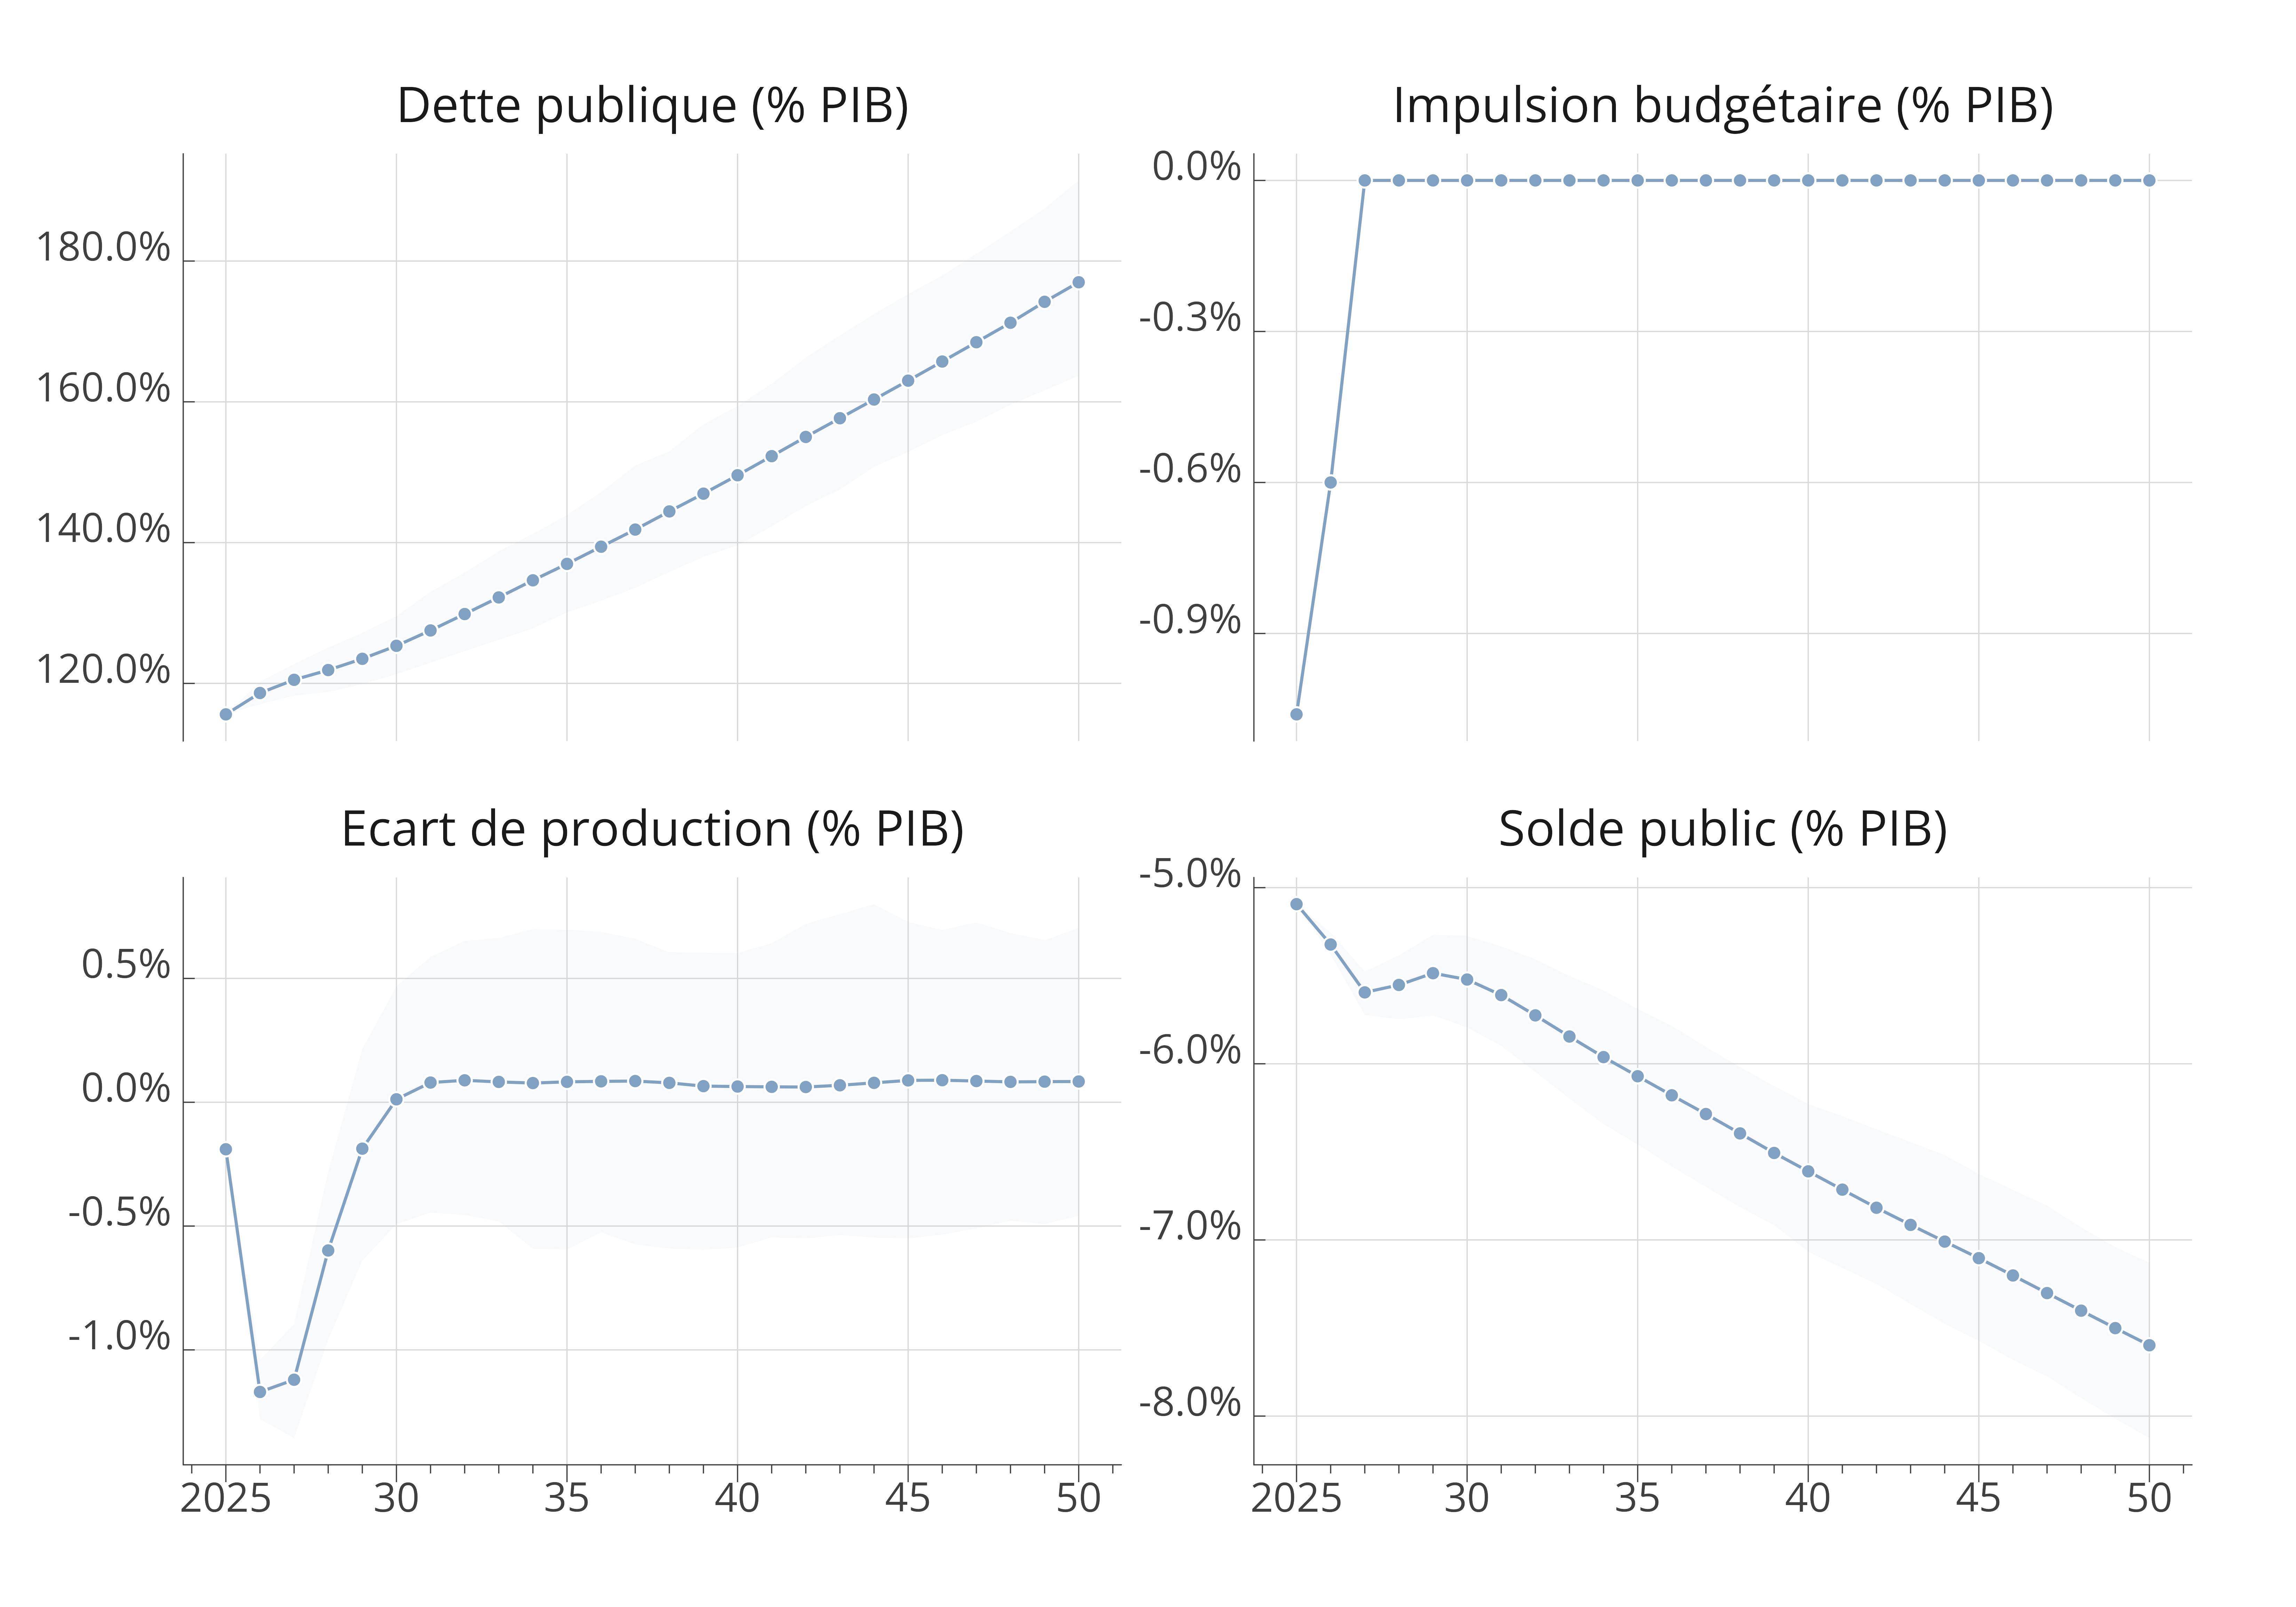 Dette publique (% PIB)
180.0%
160.0%
140.0%
120.0%
Impulsion budgétaire (% PIB)
0.0%
-0.3%
-0.6%
-0.9%
Ecart de production (% PIB)
0.5%
0.0%
-0.5%
-1.0%
2025 30 35 40 45 50
Solde public (% PIB)
-5.0%
-6.0%
-7.0%
-8.0%
2025 30 35 40 45 50